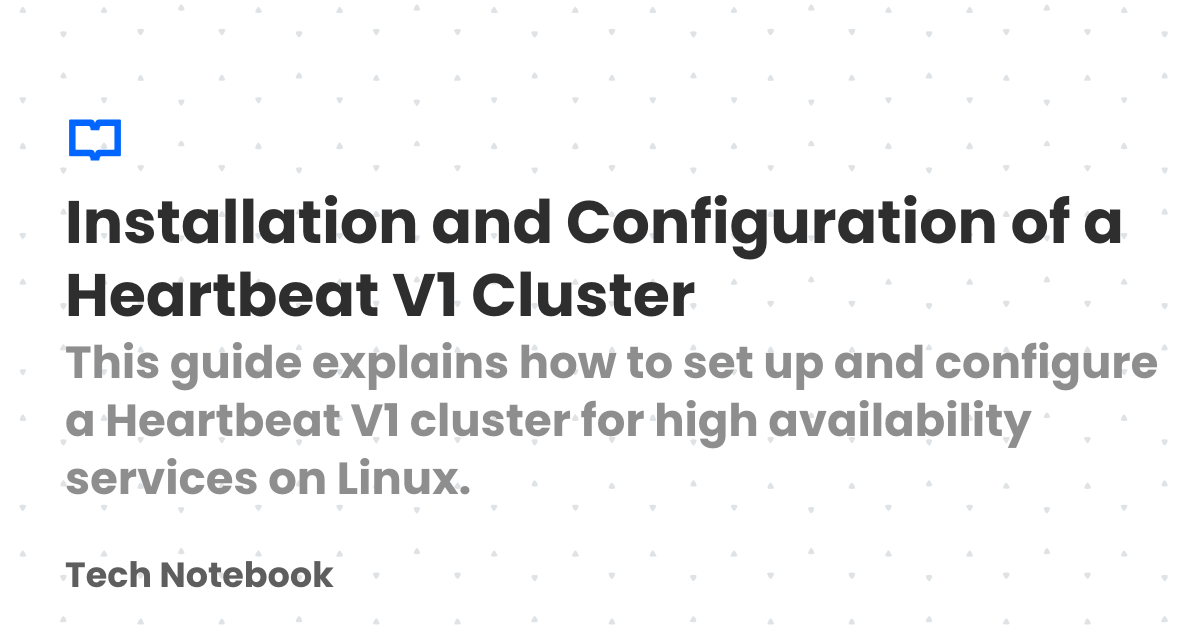 Installation and Configuration of a
Heartbeat V1 Cluster
This guide explains how to set up and configure
a Heartbeat V1 cluster for high availability
services on Linux.
Tech Notebook